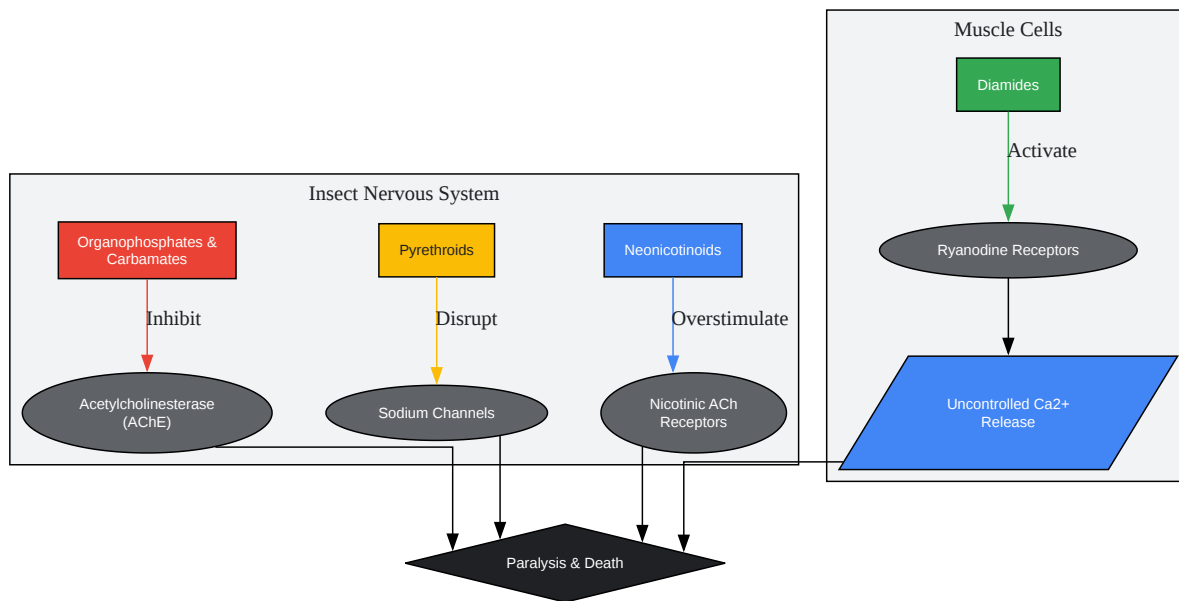 Muscle Cells
Diamides
Activate
Ryanodine Receptors
Uncontrolled Ca2+
Release
Insect Nervous System
Organophosphates &
Carbamates
Pyrethroids
Neonicotinoids
Inhibit
Disrupt
Overstimulate
Acetylcholinesterase
(AChE)
Sodium Channels
Nicotinic ACh
Receptors
Paralysis & Death